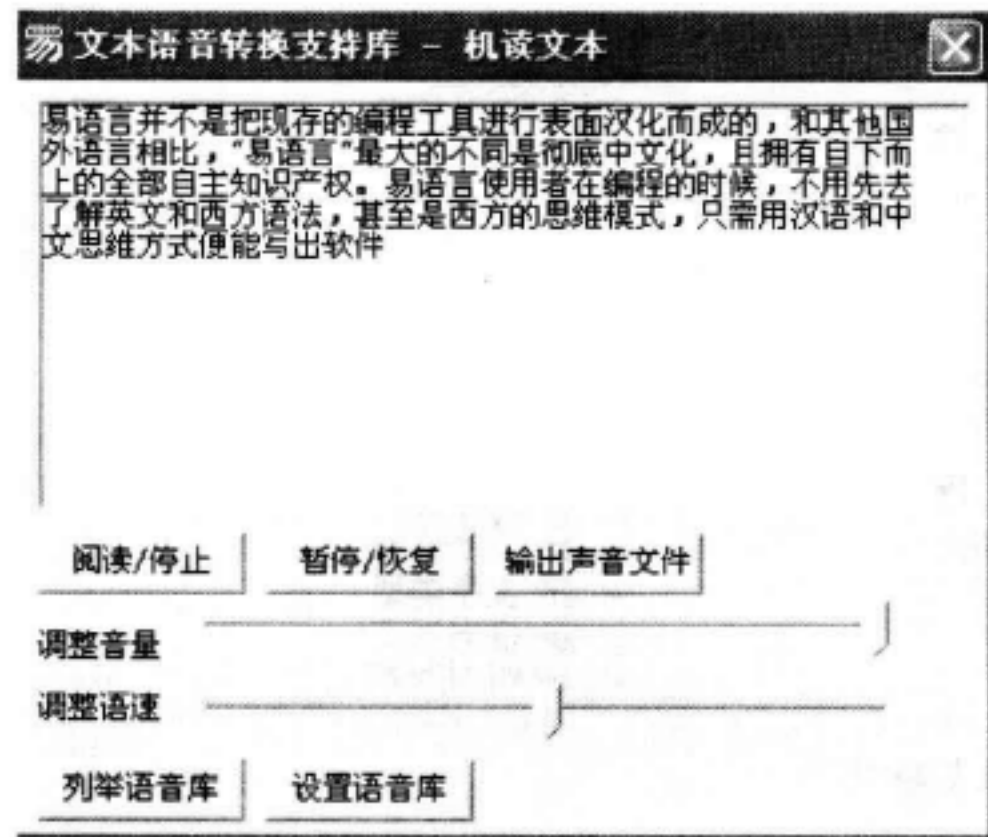 易 文本语音转换支持库 - 机读文本
易语言并不是把现存的编程工具进行表面汉化而成的，和其他国
外语言相比，“易语言”最大的不同是彻底中文化，且拥有自下而
上的全部自主知识产权。易语言使用者在编程的时候，不用先去
了解英文和西方语法，甚至是西方的思维模式，只需用汉语和中
文思维方式便能写出软件
阅读/停止 暂停/恢复 输出声音文件
调整音量
调整语速
列举语音库 设置语音库